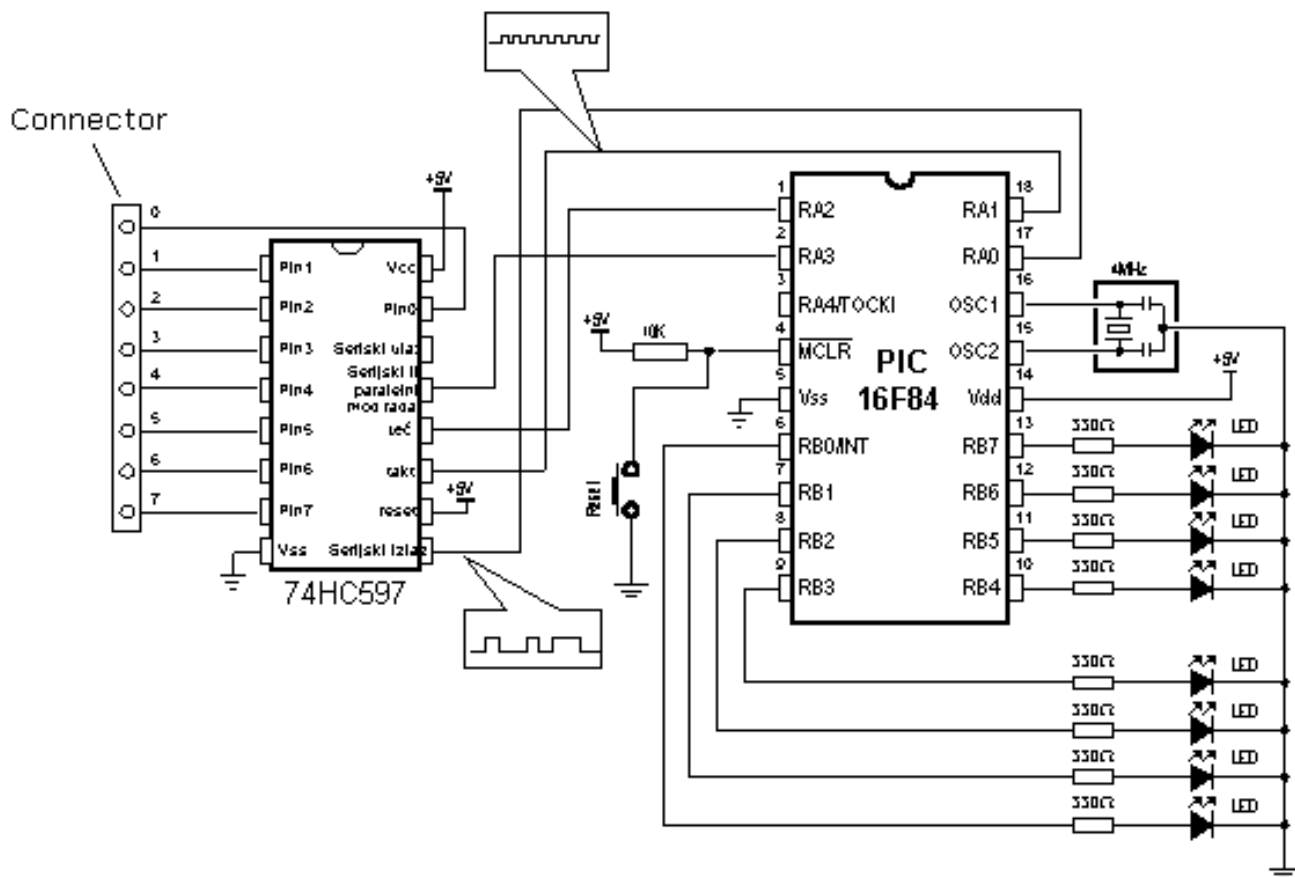 Connector
0
1
2
3
4
5
6
7
+5V
Pin1
Pin2
Pin3
Pin4
Pin5
Pin6
Pin7
Vss
Vcc
Pin0
Serijski ulaz
Serijski ili
paralelni
mod rada
takt
reset
Serijski izlaz
+5V
74HC597
+5V
10K
Reset
1
2
3
4
5
6
7
8
9
RA2
RA3
RA4/TOCKI
MCLR
Vss
RB0/INT
RB1
RB2
RB3
PIC
16F84
18
17
16
15
14
13
12
11
10
RA1
RA0
OSC1
OSC2
Vdd
RB7
RB6
RB5
RB4
4MHz
+5V
330Ω LED
330Ω LED
330Ω LED
330Ω LED
330Ω LED
330Ω LED
330Ω LED
330Ω LED